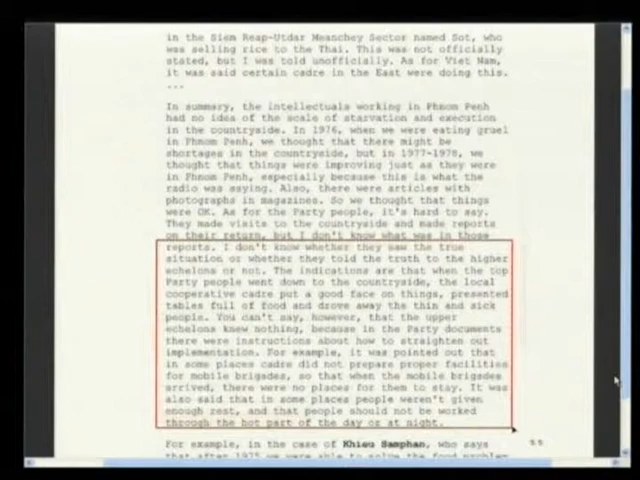 in the Siem Reap-Utdar Meanchey Sector named Sot, who
was selling rice to the Thai. This was not officially
stated, but I was told unofficially. As for Viet Nam,
it was said certain cadre in the East were doing this.
---
In summary, the intellectuals working in Phnom Penh
had no idea of the scale of starvation and execution
in the countryside. In 1976, when we were eating gruel
in Phnom Penh, we thought that there might be
shortages in the countryside, but in 1977-1978, we
thought that things were improving just as they were
in Phnom Penh, especially because this is what the
radio was saying. Also, there were articles with
photographs in magazines. So we thought that things
were OK. As for the Party people, it's hard to say.
They made visits to the countryside and made reports
on their return, but I don't know what was in those
reports. I don't know whether they saw the true
situation or whether they told the truth to the higher
echelons or not. The indications are that when the top
Party people went down to the countryside, the local
cooperative cadre put a good face on things, presented
tables full of food and drove away the thin and sick
people. You can't say, however, that the upper
echelons knew nothing, because in the Party documents
there were instructions about how to straighten out
implementation. For example, it was pointed out that
in some places cadre did not prepare proper facilities
for mobile brigades, so that when the mobile brigades
arrived, there were no places for them to stay. It was
also said that in some places people weren't given
enough rest, and that people should not be worked
through the hot part of the day or at night.
For example, in the case of Khieu Samphan, who says
55
that after 1975 we were able to solve the food problem